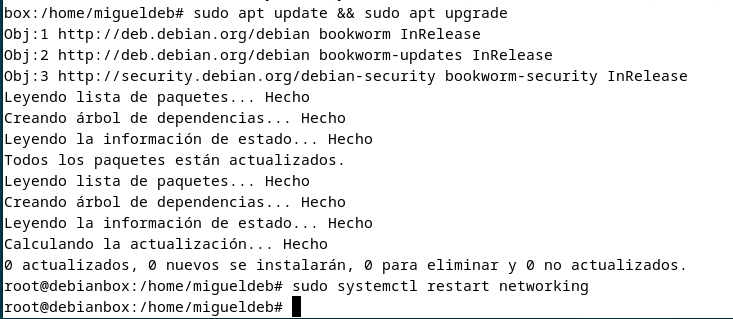 box:/home/migueldeb# sudo apt update && sudo apt upgrade
Obj:1 http://deb.debian.org/debian bookworm InRelease
Obj:2 http://deb.debian.org/debian bookworm-updates InRelease
Obj:3 http://security.debian.org/debian-security bookworm-security InRelease
Leyendo lista de paquetes... Hecho
Creando árbol de dependencias... Hecho
Leyendo la información de estado... Hecho
Todos los paquetes están actualizados.
Leyendo lista de paquetes... Hecho
Creando árbol de dependencias... Hecho
Leyendo la información de estado... Hecho
Calculando la actualización... Hecho
0 actualizados, 0 nuevos se instalarán, 0 para eliminar y 0 no actualizados.
root@debianbox:/home/migueldeb# sudo systemctl restart networking
root@debianbox:/home/migueldeb#